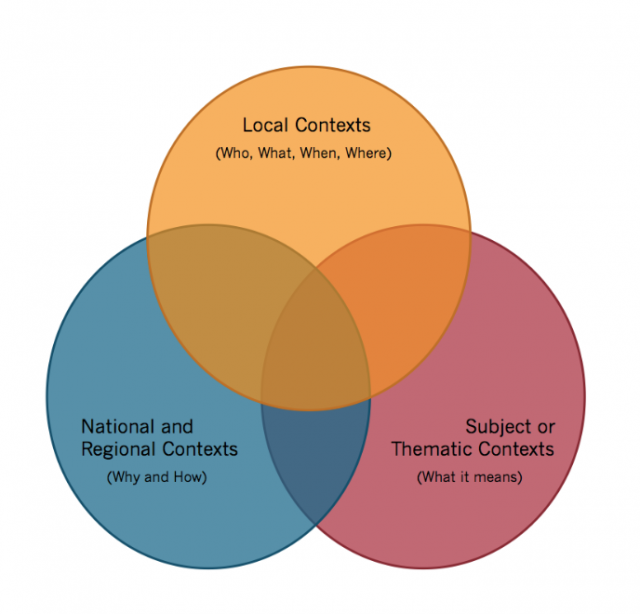 Local Contexts
(Who, What, When, Where)
National and
Regional Contexts
(Why and How)
Subject or
Thematic Contexts
(What it means)